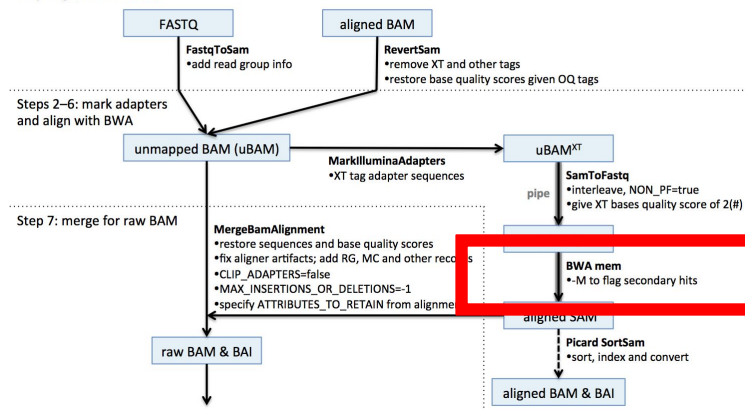 FASTQ
aligned BAM
FastqToSam
•add read group info
RevertSam
•remove XT and other tags
•restore base quality scores given OQ tags
Steps 2–6: mark adapters
and align with BWA
unmapped BAM (uBAM)
uBAMXT
MarkIlluminaAdapters
•XT tag adapter sequences
SamToFastq
pipe
•interleave, NON_PF=true
•give XT bases quality score of 2(#)
Step 7: merge for raw BAM
MergeBamAlignment
•restore sequences and base quality scores
•fix aligner artifacts; add RG, MC and other
•CLIP_ADAPTERS=false
•MAX_INSERTIONS_OR_DELETIONS=-1
•specify ATTRIBUTES_TO_RETAIN from
BWA mem
•-M to flag secondary hits
aligned SAM
Picard SortSam
•sort, index and convert
raw BAM & BAI
aligned BAM & BAI